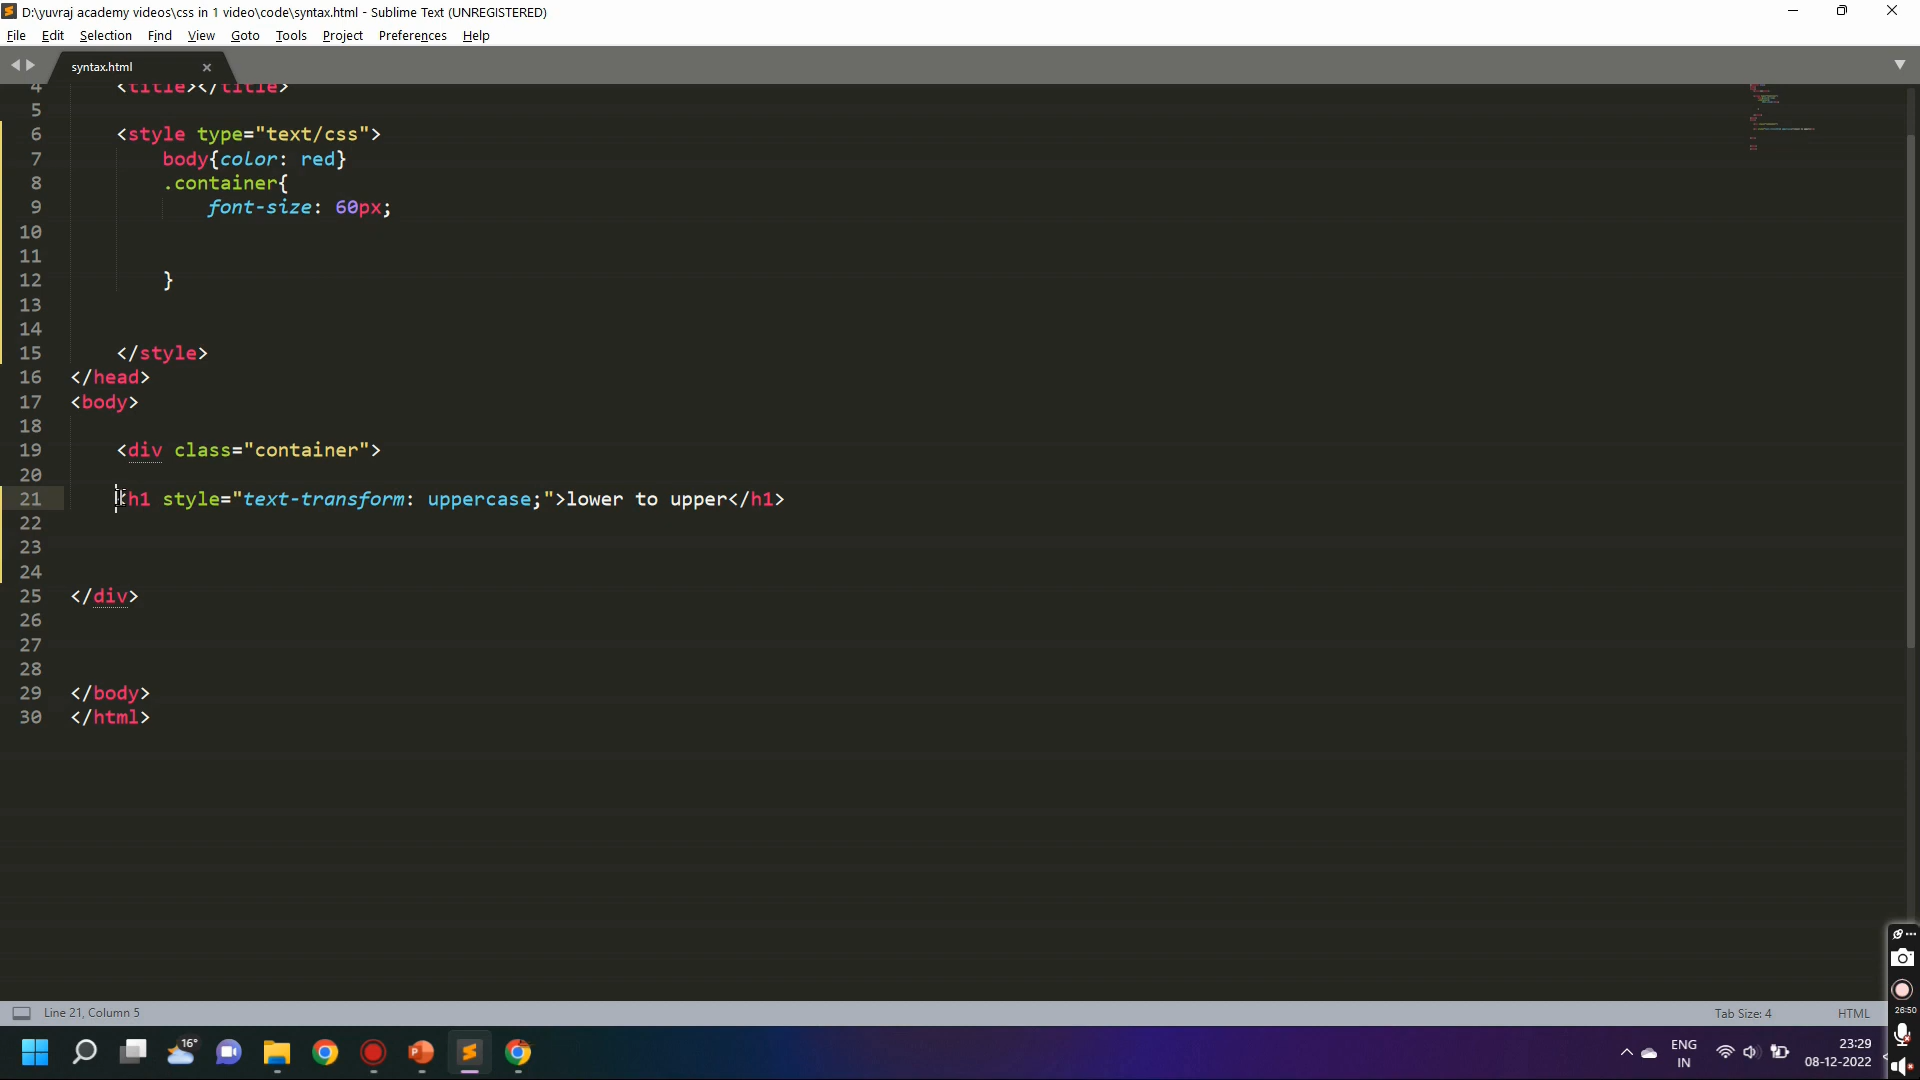 D:\yuvraj academy videos\css in 1 video\code\syntax.html - Sublime Text (UNREGISTERED)
File Edit Selection Find View Goto Tools Project Preferences Help
syntax.html
4 <title></title>
5
6 <style type="text/css">
7 body{color: red}
8 .container{
9 font-size: 60px;
10
11
12 }
13
14
15 </style>
16 </head>
17 <body>
18
19 <div class="container">
20
21 <h1 style="text-transform: uppercase;">lower to upper</h1>
22
23
24
25 </div>
26
27
28
29 </body>
30 </html>
26:50
Line 21, Column 5 Tab Size: 4 HTML
16°
ENG
IN
23:29
08-12-2022